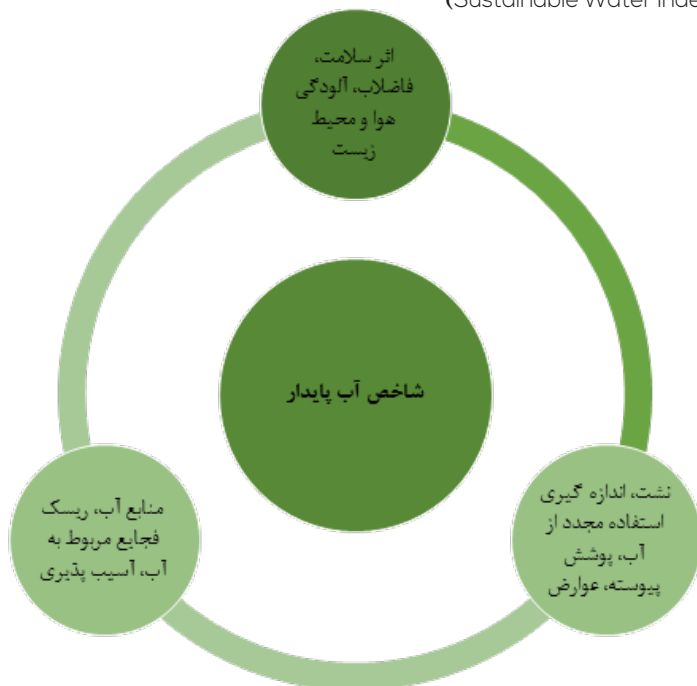 (Sustainable Water Inde
اثر سلامت،
فاضلاب، آلودگی
هوا و محیط
زیست
شاخص آب پایدار
نشت، اندازه گیری
استفاده مجدد از
آب، پوشش
پیوسته، عوارض
منابع آب، ریسک
فجایع مربوط به
آب، آسیب پذیری